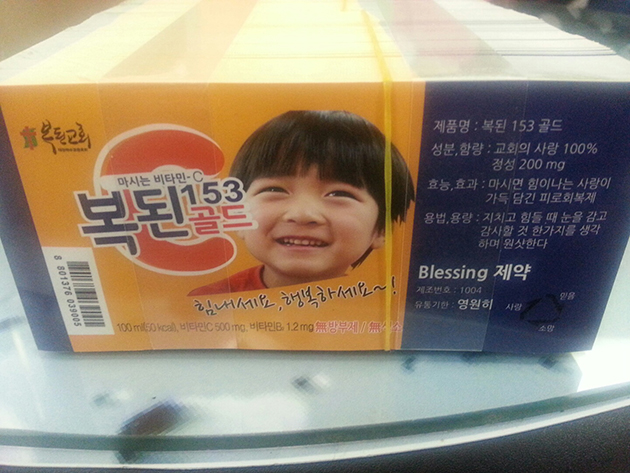 복된교회
마시는 비타민-C
복된 153
골드
힘내세요, 행복하세요~!
8 801376 039005
100 ml(50 kcal), 비타민C 500 mg, 비타민B₂ 1.2 mg 無방부제 / 無색소
제품명 : 복된 153 골드
성분,함량 : 교회의 사랑 100%
정성 200 mg
효능,효과 : 마시면 힘이나는 사랑이
가득 담긴 피로회복제
용법,용량 : 지치고 힘들 때 눈을 감고
감사할 것 한가지를 생각
하며 원샷한다
Blessing 제약
제조번호 : 1004
유통기한 : 영원히
사랑
믿음
소망